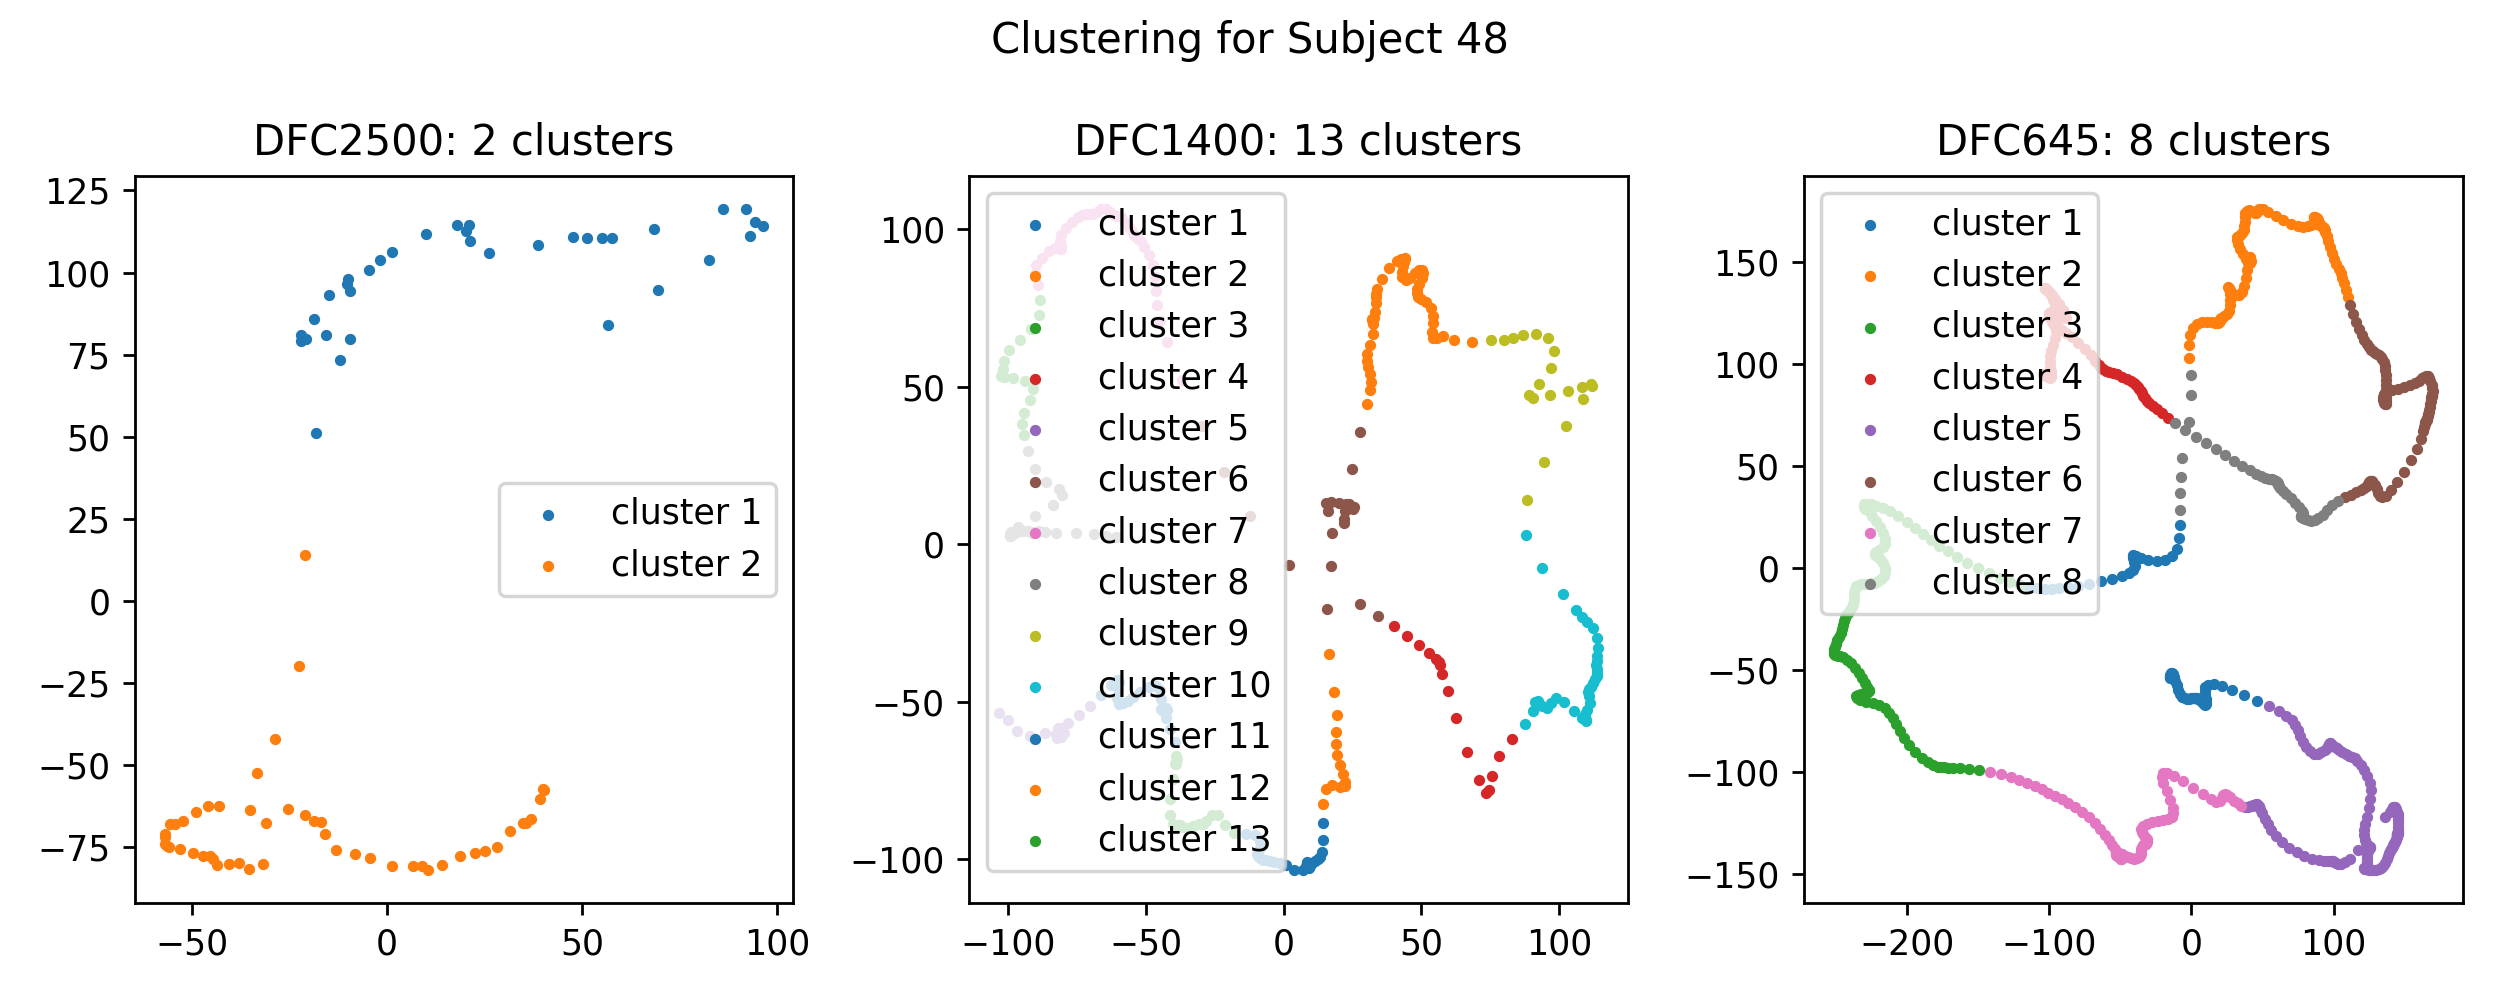 Clustering for Subject 48
DFC2500: 2 clusters
125
100
75
50
25
0
−25
−50
−75
−50
0
50
100
cluster 1
cluster 2
DFC1400: 13 clusters
100
50
0
−50
−100
−100
−50
0
50
100
cluster 1
cluster 2
cluster 3
cluster 4
cluster 5
cluster 6
cluster 7
cluster 8
cluster 9
cluster 10
cluster 11
cluster 12
cluster 13
DFC645: 8 clusters
150
100
50
0
−50
−100
−150
−200
−100
0
100
cluster 1
cluster 2
cluster 3
cluster 4
cluster 5
cluster 6
cluster 7
cluster 8